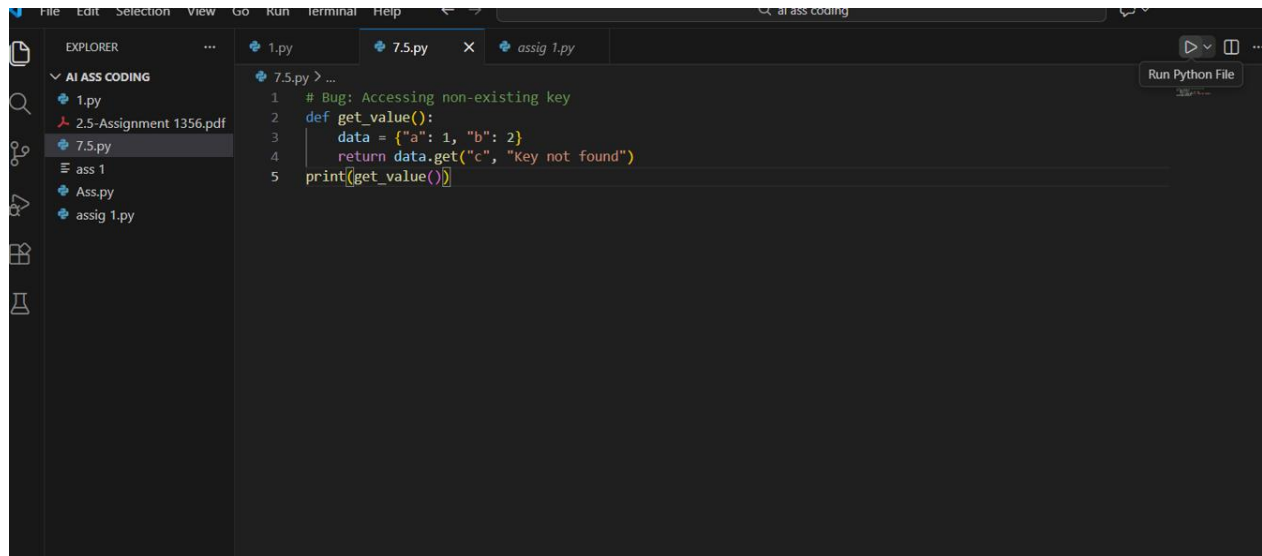 File Edit Selection View Go Run Terminal Help ← → ai ass coding
EXPLORER ... 1.py 7.5.py × assig 1.py
AI ASS CODING 7.5.py > ... Run Python File
1.py
2.5-Assignment 1356.pdf
7.5.py
ass 1
Ass.py
assig 1.py
1 # Bug: Accessing non-existing key
2 def get_value():
3     data = {"a": 1, "b": 2}
4     return data.get("c", "Key not found")
5 print(get_value())